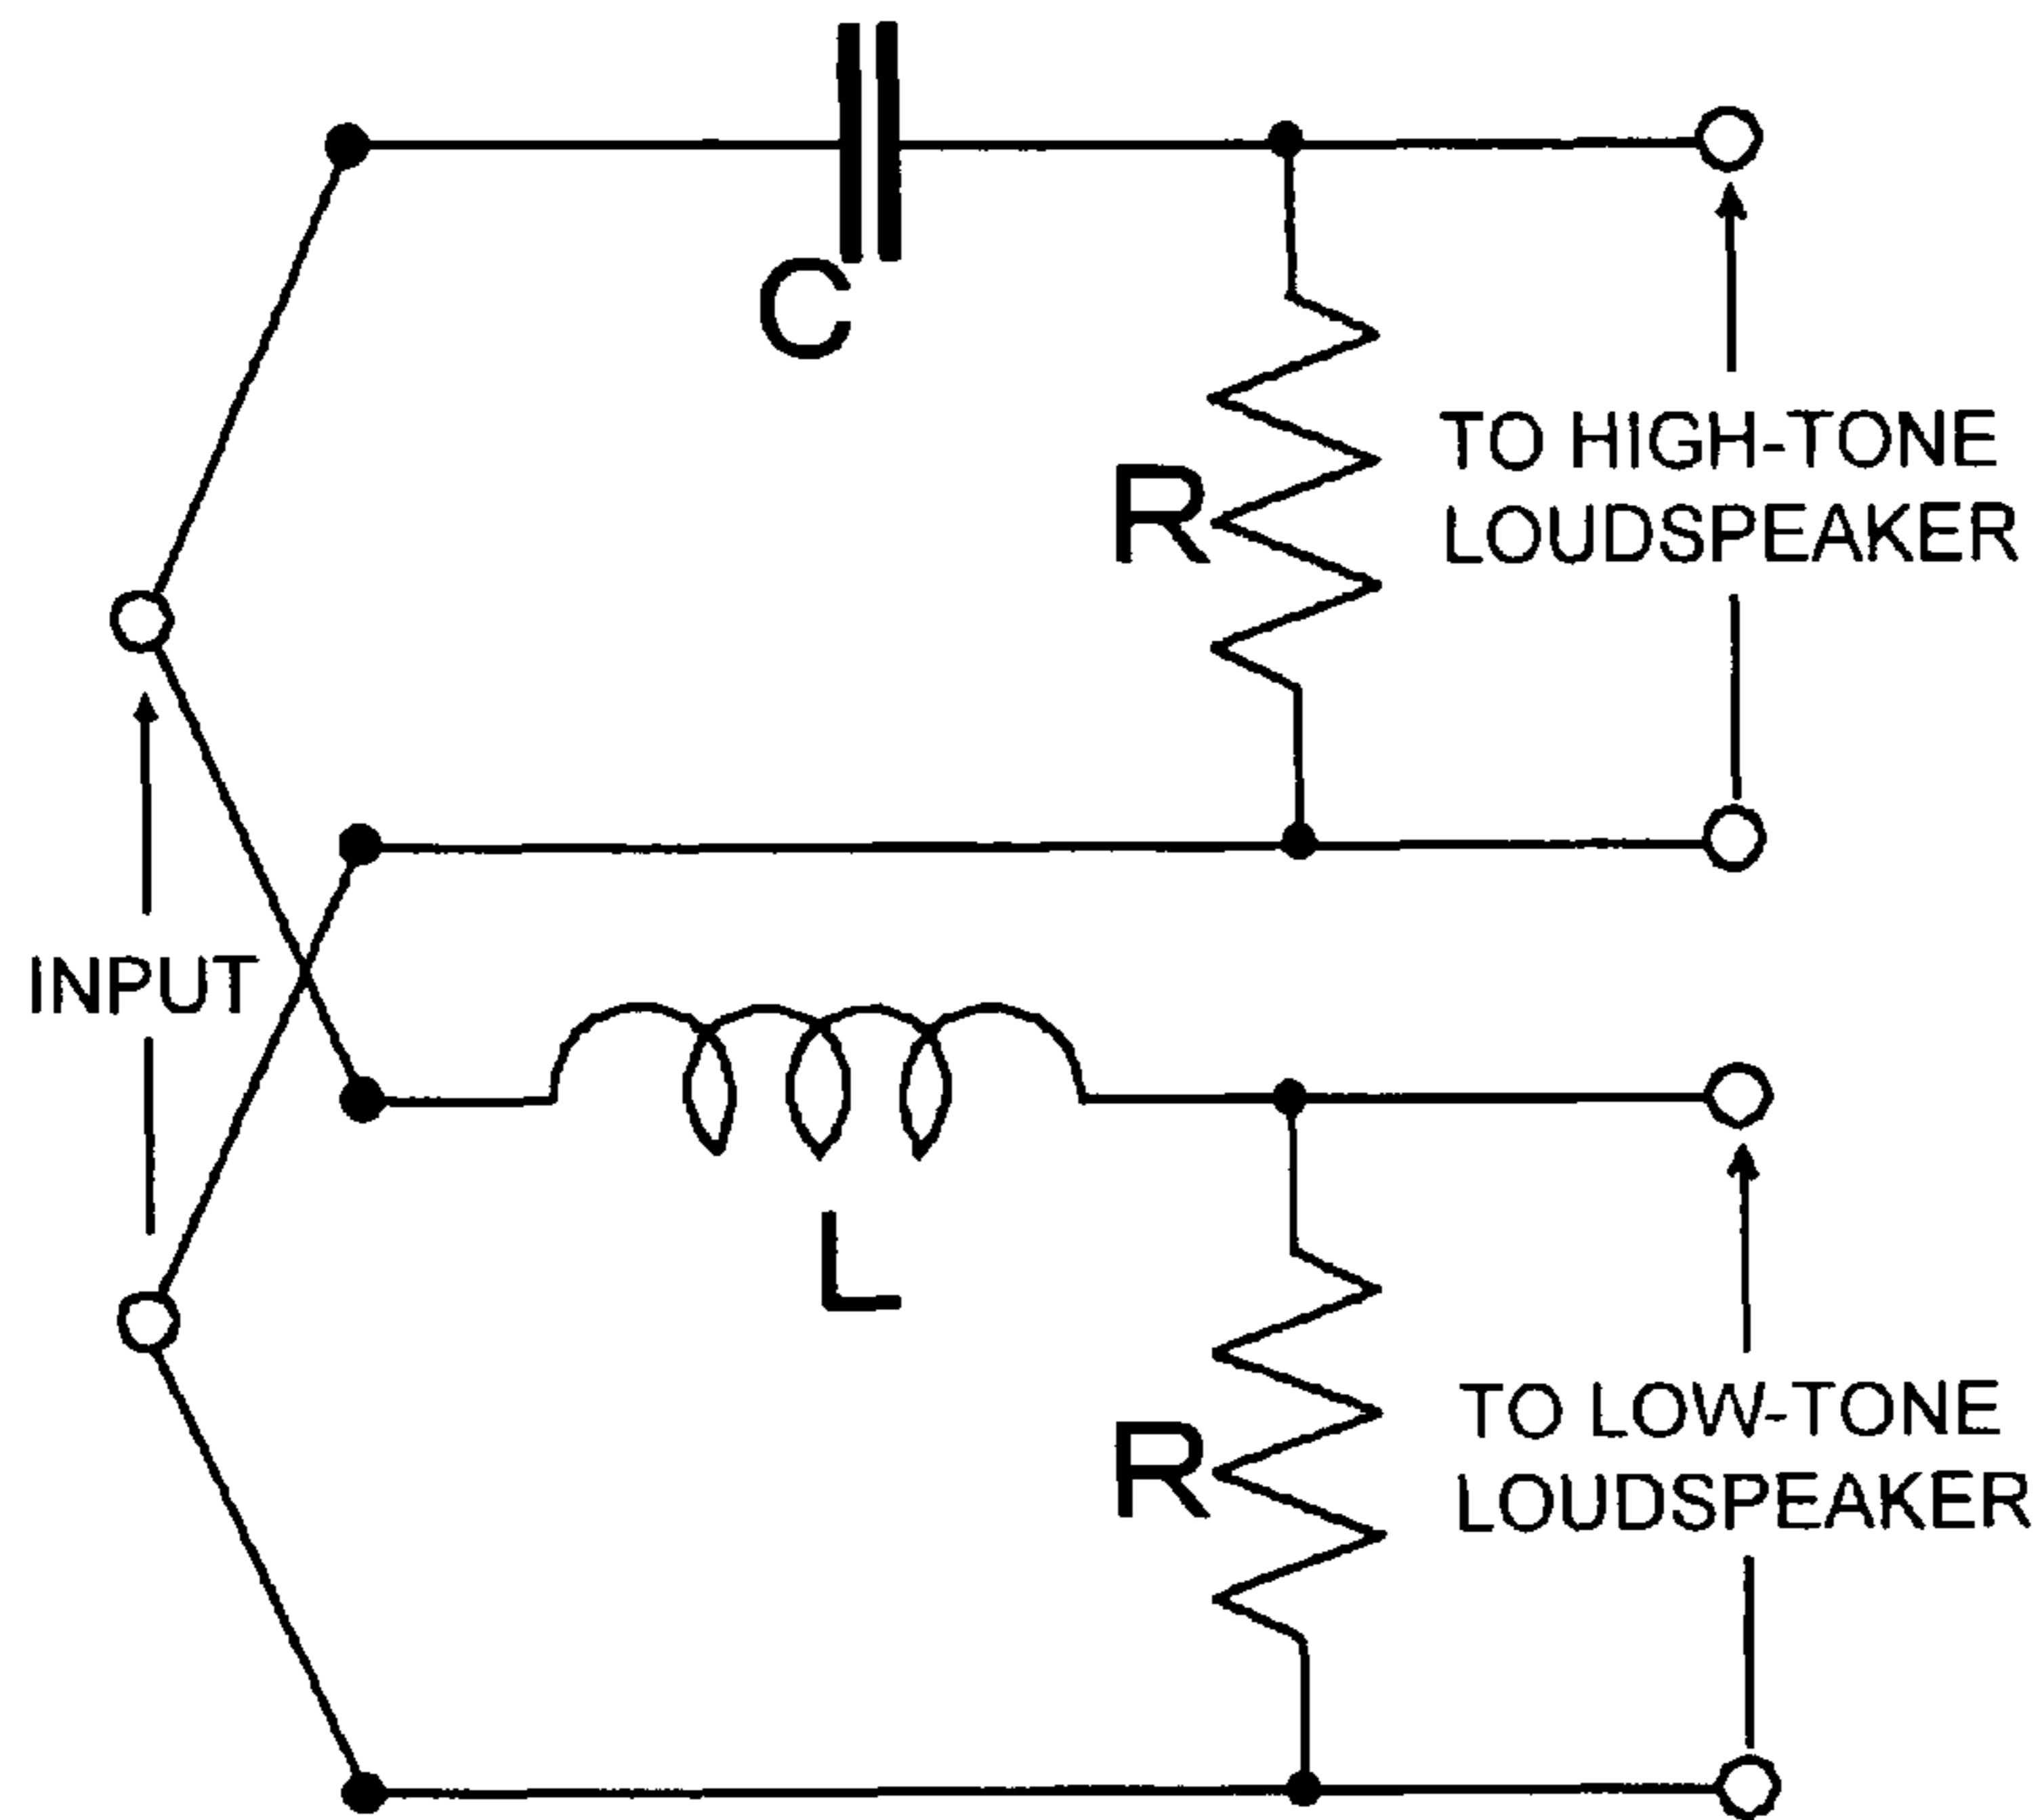 C
R
TO HIGH-TONE
LOUDSPEAKER
INPUT
L
R
TO LOW-TONE
LOUDSPEAKER